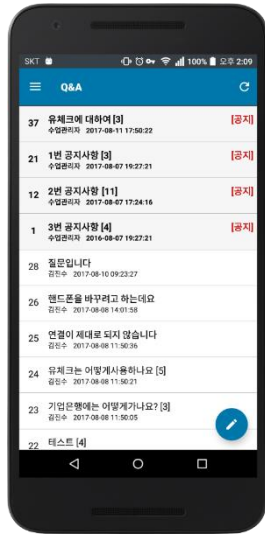 SKT 100% 오후 2:09
Q&A
37 유체크에 대하여 [3] [공지]
수업관리자 2017-08-11 17:50:22
21 1번 공지사항 [3] [공지]
수업관리자 2017-08-07 19:27:21
12 2번 공지사항 [11] [공지]
수업관리자 2017-08-07 17:24:16
1 3번 공지사항 [4] [공지]
수업관리자 2016-08-07 19:27:21
28 질문입니다
김진수 2017-08-10 09:23:27
26 핸드폰을 바꾸려고 하는데요
김진수 2017-08-08 14:01:58
25 연결이 제대로 되지 않습니다
김진수 2017-08-08 11:50:36
24 유체크는 어떻게사용하나요 [5]
김진수 2017-08-08 11:50:21
23 기업은행에는 어떻게가나요? [3]
김진수 2017-08-08 11:50:05
22 테스트 [4]